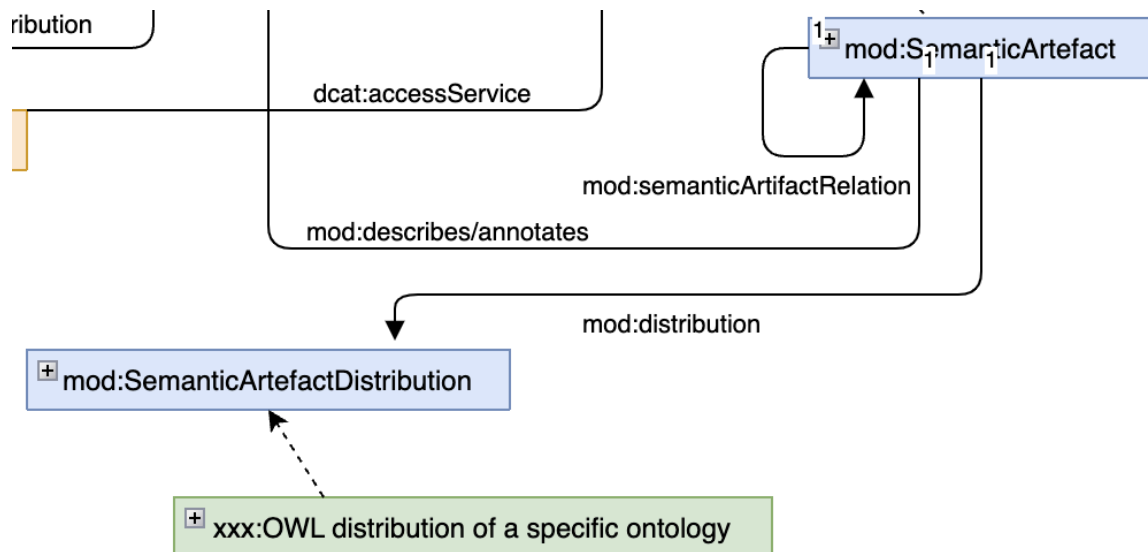 ribution
1
mod:SemanticArtefact
1
1
dcat:accessService
mod:semanticArtifactRelation
mod:describes/annotates
mod:distribution
mod:SemanticArtefactDistribution
xxx:OWL distribution of a specific ontology